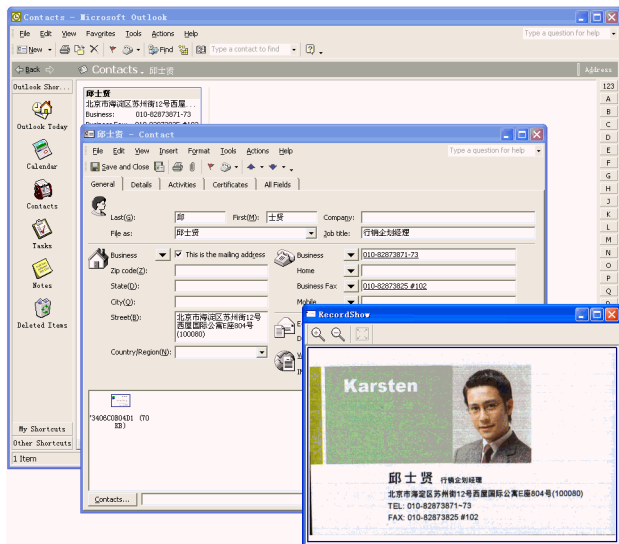 Contacts - Microsoft Outlook
File Edit View Favorites Tools Actions Help
Type a question for help
New
Find
Type a contact to find
Back
Contacts . 邱士贤
Address
Outlook Shor...
Outlook Today
Calendar
Contacts
Tasks
Notes
Deleted Items
My Shortcuts
Other Shortcuts
1 Item
邱士贤
北京市海淀区苏州街12号西屋...
Business: 010-82873871-73
Business Fax: 010-82873825 #102
123
A
B
C
D
E
F
G
H
J
K
L
M
N
O
P
Q
邱士贤 - Contact
File Edit View Insert Format Tools Actions Help
Type a question for help
Save and Close
General Details Activities Certificates All Fields
Last(G): 邱 First(M): 士贤 Company:
File as: 邱士贤 Job title: 行销企划经理
Business This is the mailing address Business 010-82873871-73
Zip code(Z): Home
State(D): Business Fax 010-82873825 #102
City(O): Mobile
Street(B): 北京市海淀区苏州街12号
西屋国际公寓E座804号
(100080)
Country/Region(N):
'3406C0B04D1 (70
KB)
Contacts...
RecordShow
Karsten
邱士贤 行销企划经理
北京市海定区苏州街12号西屋国际公寓E座804号(100080)
TEL: 010-82873871~73
FAX: 010-82873825 #102